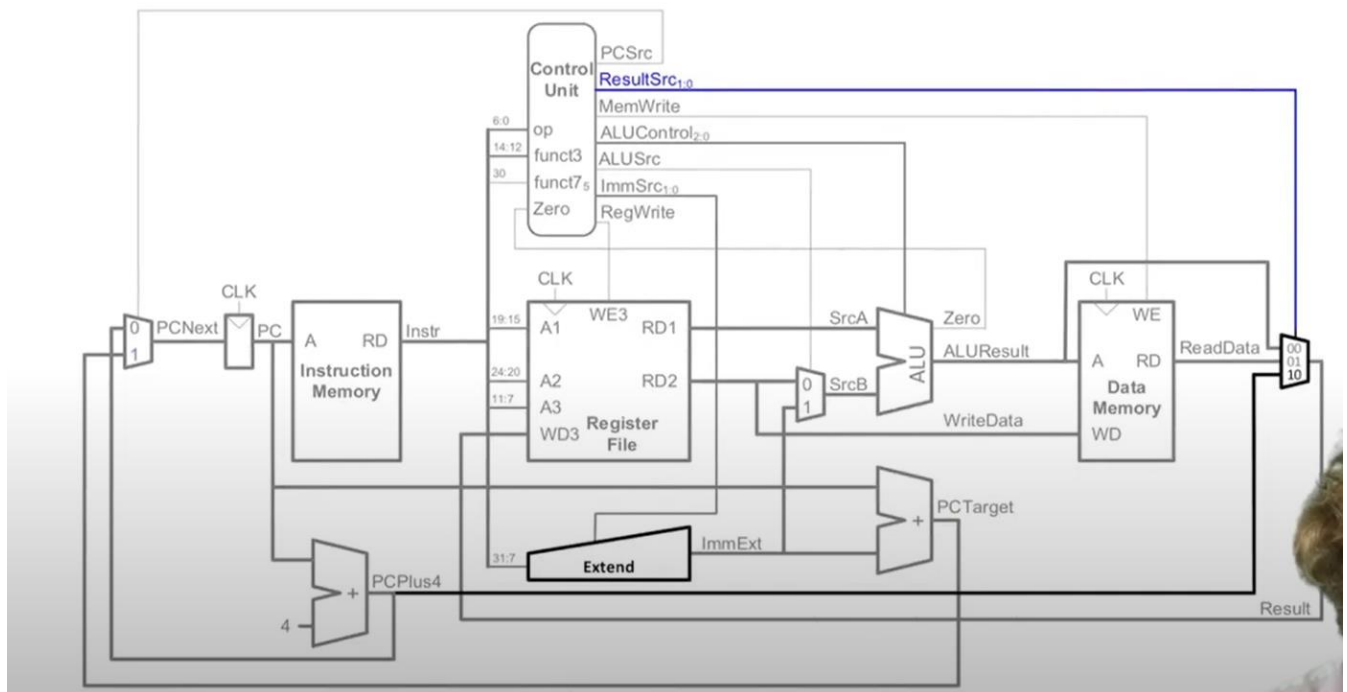 PCSrc
Control Unit
ResultSrc1:0
MemWrite
6:0
op
ALUControl2:0
14:12
funct3
ALUSrc
30
funct75
ImmSrc1:0
Zero
RegWrite
CLK
CLK
CLK
0
1
PCNext
PC
A
RD
Instruction
Memory
Instr
19:15
A1
WE3
RD1
SrcA
Zero
WE
24:20
A2
RD2
0
1
SrcB
ALU
ALUResult
A
RD
ReadData
00
01
10
11:7
A3
WD3
Register
File
Data
Memory
WriteData
WD
PCTarget
+
31:7
Extend
ImmExt
PCPlus4
+
4
Result